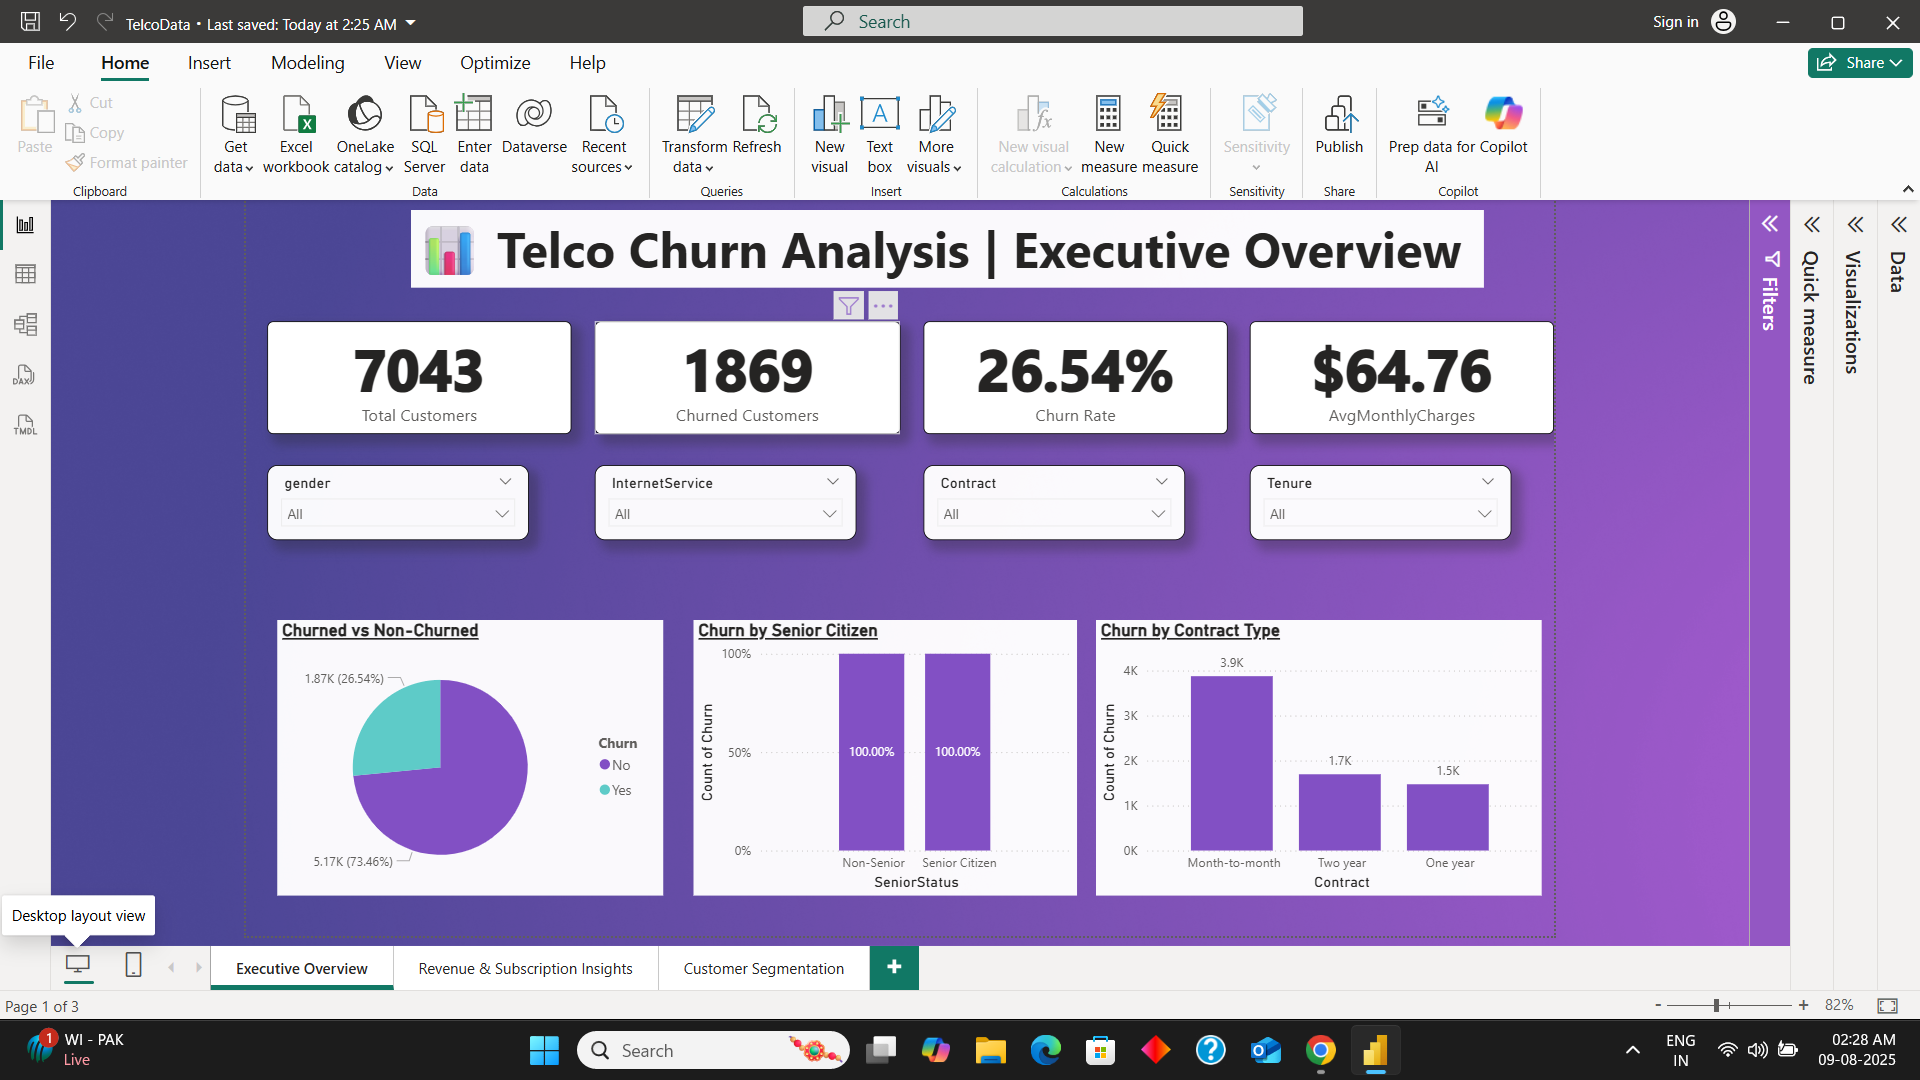 TelcoData • Last saved: Today at 2:25 AM
Search
Sign in
File Home Insert Modeling View Optimize Help
Share
Paste
Cut
Copy
Format painter
Clipboard
Get data
Excel workbook
OneLake catalog
SQL Server
Enter data
Dataverse
Recent sources
Data
Transform data
Refresh
Queries
New visual
Text box
More visuals
Insert
New visual calculation
New measure
Quick measure
Calculations
Sensitivity
Sensitivity
Publish
Share
Prep data for AI
Copilot
Copilot
DAX
TMDL
Telco Churn Analysis | Executive Overview
7043
Total Customers
1869
Churned Customers
26.54%
Churn Rate
$64.76
AvgMonthlyCharges
gender
All
InternetService
All
Contract
All
Tenure
All
Churned vs Non-Churned
1.87K (26.54%)
5.17K (73.46%)
Churn
No
Yes
Churn by Senior Citizen
Count of Churn
100%
50%
0%
100.00%
100.00%
Non-Senior
Senior Citizen
SeniorStatus
Churn by Contract Type
Count of Churn
4K
3K
2K
1K
0K
3.9K
1.7K
1.5K
Month-to-month
Two year
One year
Contract
Filters
Quick measure
Visualizations
Data
Desktop layout view
Executive Overview
Revenue & Subscription Insights
Customer Segmentation
Page 1 of 3
- + 82%
1
WI - PAK
Live
Search
ENG
IN
02:28 AM
09-08-2025